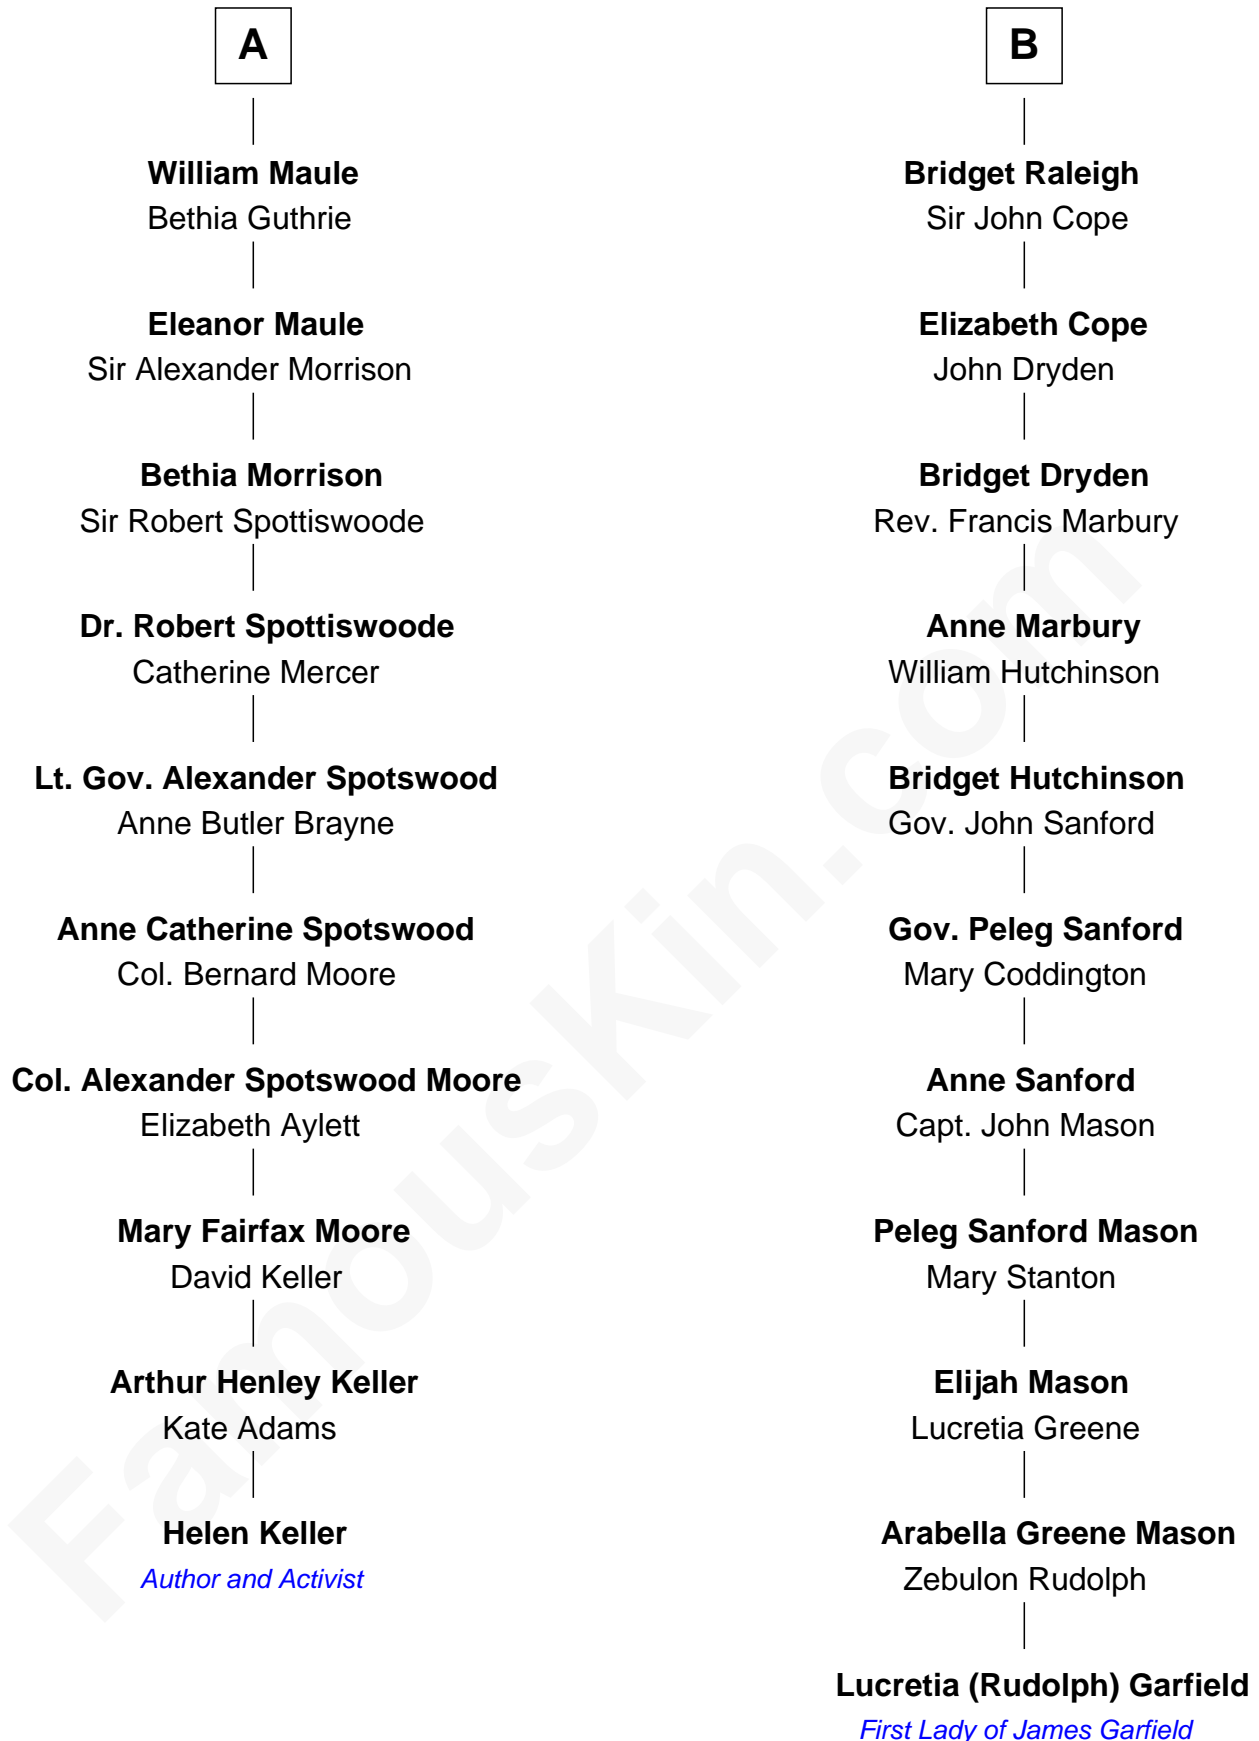 A
William Maule
Bethia Guthrie
Eleanor Maule
Sir Alexander Morrison
Bethia Morrison
Sir Robert Spottiswoode
Dr. Robert Spottiswoode
Catherine Mercer
Lt. Gov. Alexander Spotswood
Anne Butler Brayne
Anne Catherine Spotswood
Col. Bernard Moore
Col. Alexander Spotswood Moore
Elizabeth Aylett
Mary Fairfax Moore
David Keller
Arthur Henley Keller
Kate Adams
Helen Keller
Author and Activist
B
Bridget Raleigh
Sir John Cope
Elizabeth Cope
John Dryden
Bridget Dryden
Rev. Francis Marbury
Anne Marbury
William Hutchinson
Bridget Hutchinson
Gov. John Sanford
Gov. Peleg Sanford
Mary Coddington
Anne Sanford
Capt. John Mason
Peleg Sanford Mason
Mary Stanton
Elijah Mason
Lucretia Greene
Arabella Greene Mason
Zebulon Rudolph
Lucretia (Rudolph) Garfield
First Lady of James Garfield
FamousKin.com